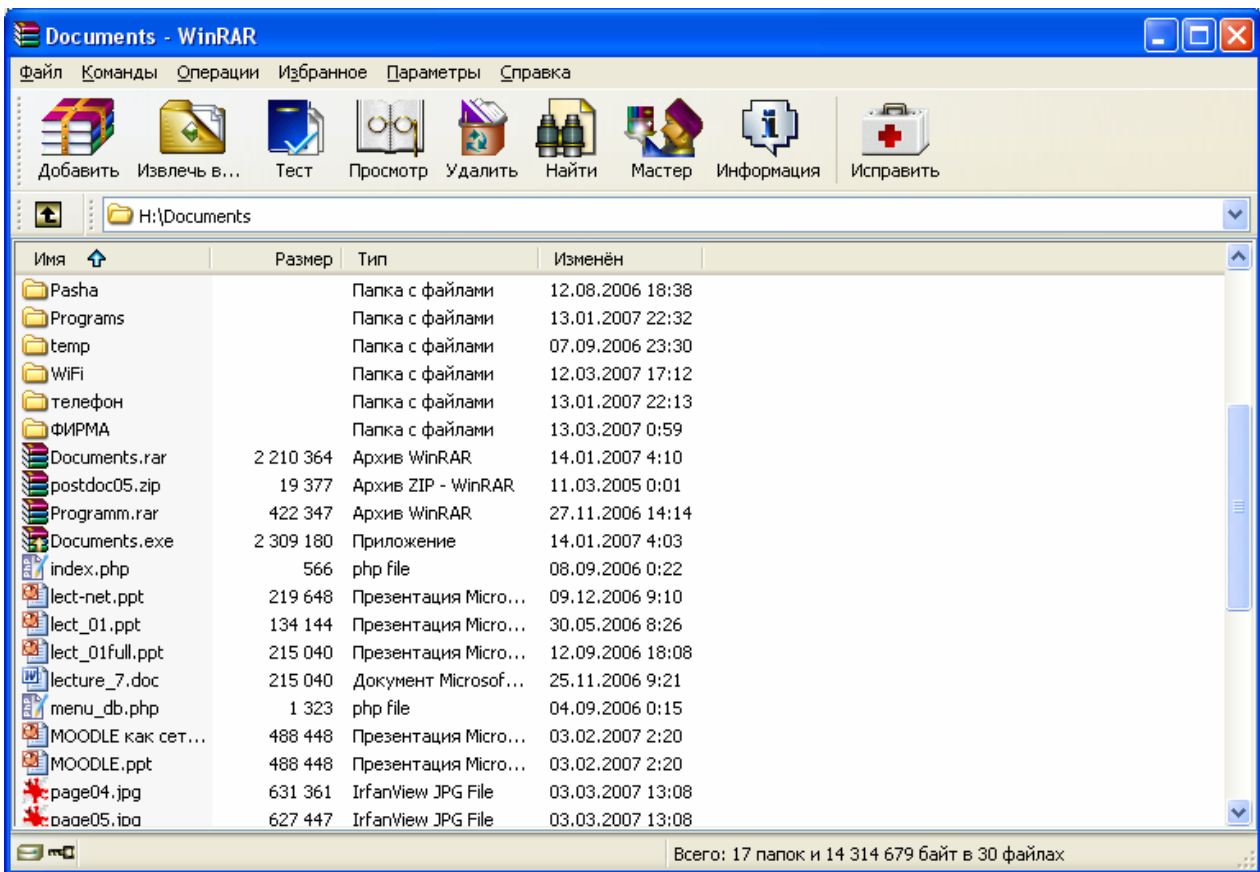 Documents - WinRAR
Файл Команды Операции Избранное Параметры Справка
Добавить Извлечь в... Тест Просмотр Удалить Найти Мастер Информация Исправить
H:\Documents
Имя Размер Тип Изменён
Pasha Папка с файлами 12.08.2006 18:38
Programs Папка с файлами 13.01.2007 22:32
temp Папка с файлами 07.09.2006 23:30
WiFi Папка с файлами 12.03.2007 17:12
телефон Папка с файлами 13.01.2007 22:13
ФИРМА Папка с файлами 13.03.2007 0:59
Documents.rar 2 210 364 Архив WinRAR 14.01.2007 4:10
postdoc05.zip 19 377 Архив ZIP - WinRAR 11.03.2005 0:01
Programm.rar 422 347 Архив WinRAR 27.11.2006 14:14
Documents.exe 2 309 180 Приложение 14.01.2007 4:03
index.php 566 php file 08.09.2006 0:22
lect-net.ppt 219 648 Презентация Micro... 09.12.2006 9:10
lect_01.ppt 134 144 Презентация Micro... 30.05.2006 8:26
lect_01full.ppt 215 040 Презентация Micro... 12.09.2006 18:08
lecture_7.doc 215 040 Документ Microsof... 25.11.2006 9:21
menu_db.php 1 323 php file 04.09.2006 0:15
MOODLE как сет... 488 448 Презентация Micro... 03.02.2007 2:20
MOODLE.ppt 488 448 Презентация Micro... 03.02.2007 2:20
page04.jpg 631 361 IrfanView JPG File 03.03.2007 13:08
page05.jpg 627 447 IrfanView JPG File 03.03.2007 13:08
Всего: 17 папок и 14 314 679 байт в 30 файлах